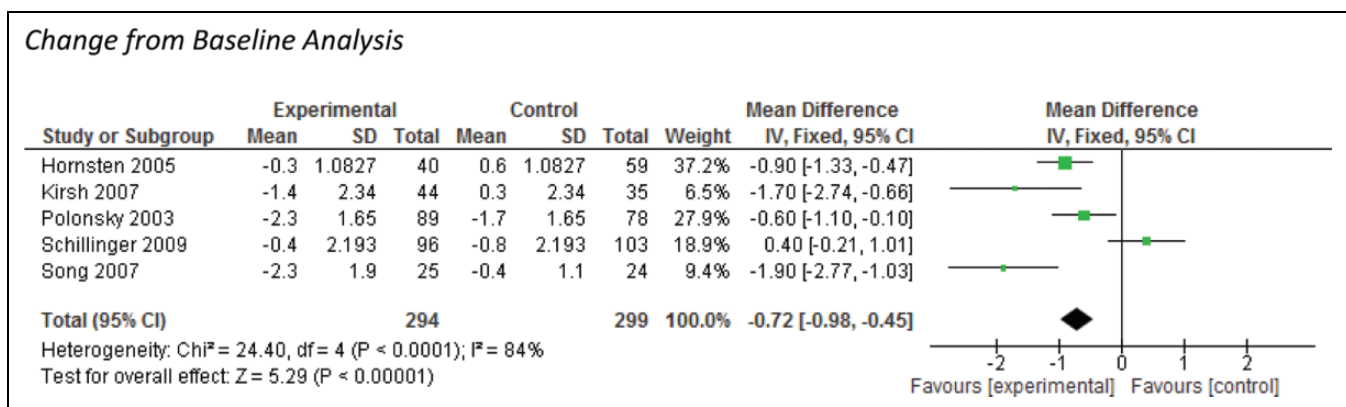 Change from Baseline Analysis
Experimental Control Mean Difference Mean Difference
Study or Subgroup Mean SD Total Mean SD Total Weight IV, Fixed, 95% CI IV, Fixed, 95% CI
Hornsten 2005 -0.3 1.0827 40 0.6 1.0827 59 37.2% -0.90 [-1.33, -0.47]
Kirsh 2007 -1.4 2.34 44 0.3 2.34 35 6.5% -1.70 [-2.74, -0.66]
Polonsky 2003 -2.3 1.65 89 -1.7 1.65 78 27.9% -0.60 [-1.10, -0.10]
Schillinger 2009 -0.4 2.193 96 -0.8 2.193 103 18.9% 0.40 [-0.21, 1.01]
Song 2007 -2.3 1.9 25 -0.4 1.1 24 9.4% -1.90 [-2.77, -1.03]
Total (95% CI) 294 299 100.0% -0.72 [-0.98, -0.45]
Heterogeneity: Chi² = 24.40, df = 4 (P < 0.0001); I² = 84%
Test for overall effect: Z = 5.29 (P < 0.00001)
-2 -1 0 1 2
Favours [experimental] Favours [control]